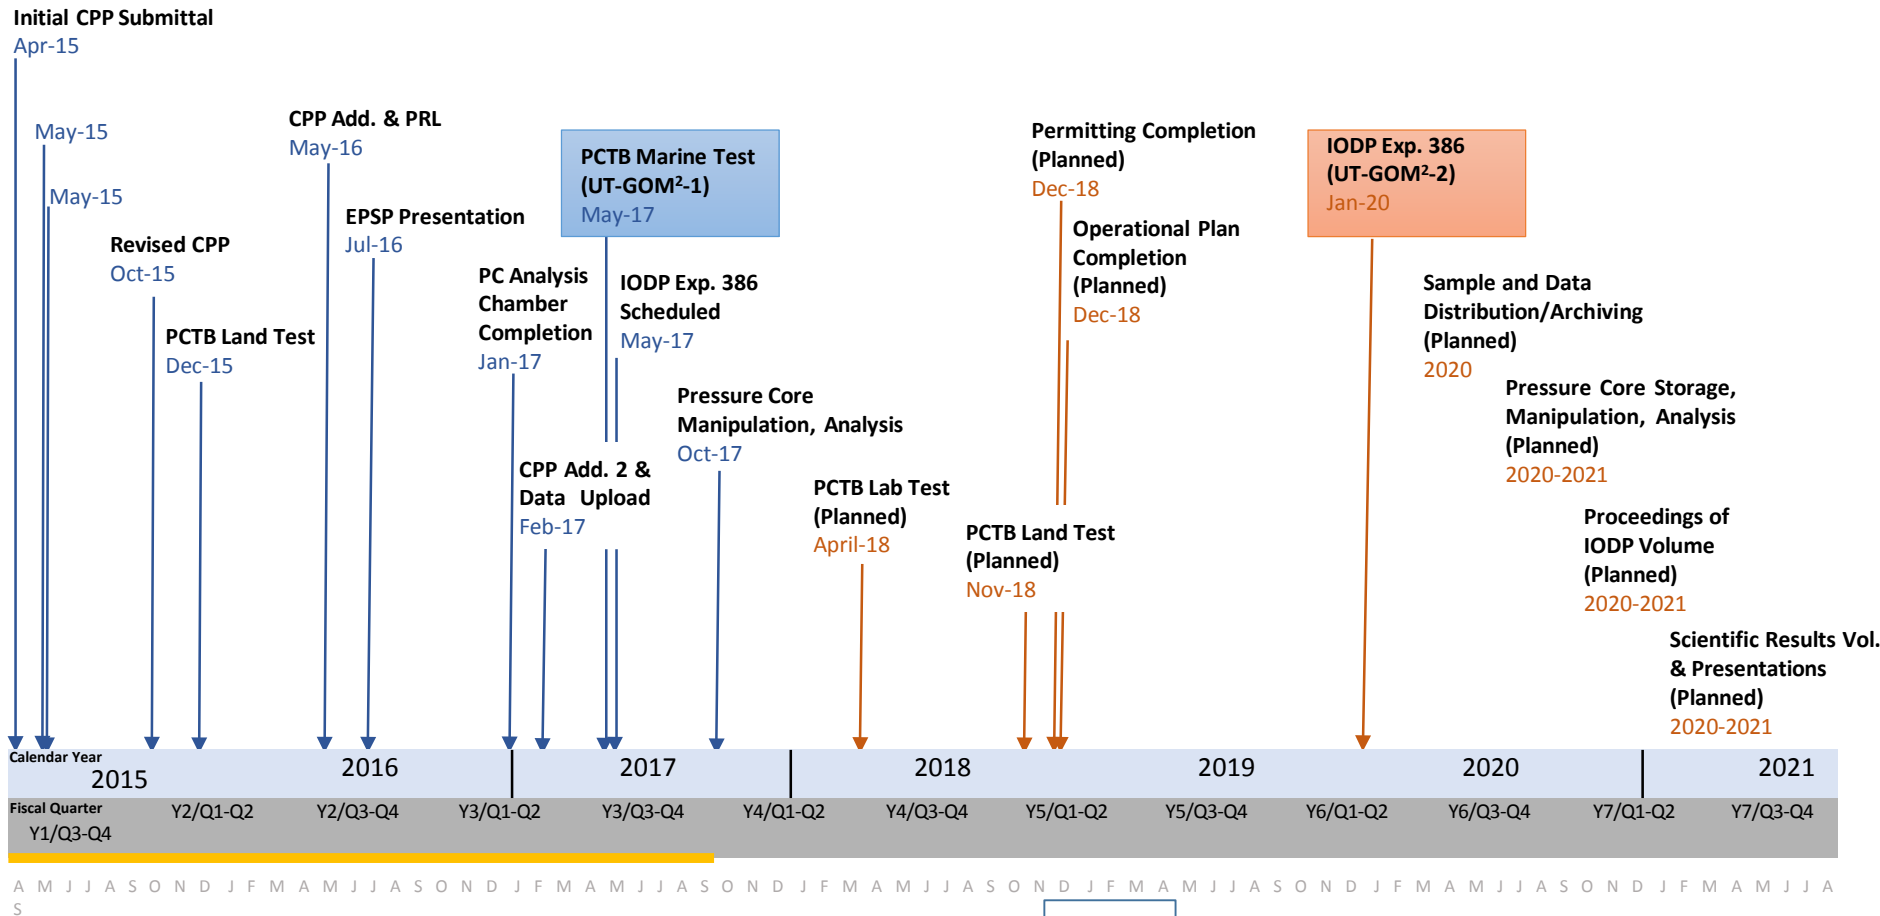 Initial CPP Submittal
Apr-15
May-15
May-15
Revised CPP
Oct-15
PCTB Land Test
Dec-15
CPP Add. & PRL
May-16
EPSP Presentation
Jul-16
PC Analysis
Chamber
Completion
Jan-17
CPP Add. 2 &
Data Upload
Feb-17
PCTB Marine Test
(UT-GOM²-1)
May-17
IODP Exp. 386
Scheduled
May-17
Pressure Core
Manipulation, Analysis
Oct-17
PCTB Lab Test
(Planned)
April-18
PCTB Land Test
(Planned)
Nov-18
Permitting Completion
(Planned)
Dec-18
Operational Plan
Completion
(Planned)
Dec-18
IODP Exp. 386
(UT-GOM²-2)
Jan-20
Sample and Data
Distribution/Archiving
(Planned)
2020
Pressure Core Storage,
Manipulation, Analysis
(Planned)
2020-2021
Proceedings of
IODP Volume
(Planned)
2020-2021
Scientific Results Vol.
& Presentations
(Planned)
2020-2021
Calendar Year
2015 2016 2017 2018 2019 2020 2021
Fiscal Quarter
Y1/Q3-Q4 Y2/Q1-Q2 Y2/Q3-Q4 Y3/Q1-Q2 Y3/Q3-Q4 Y4/Q1-Q2 Y4/Q3-Q4 Y5/Q1-Q2 Y5/Q3-Q4 Y6/Q1-Q2 Y6/Q3-Q4 Y7/Q1-Q2 Y7/Q3-Q4
A M J J A S O N D J F M A M J J A S O N D J F M A M J J A S O N D J F M A M J J A S O N D J F M A M J J A S O N D J F M A M J J A S O N D J F M A M J J A
S